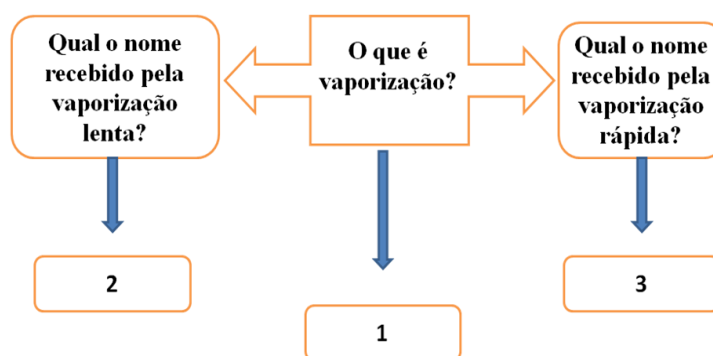 Qual o nome
recebido pela
vaporização
lenta?
O que é
vaporização?
Qual o nome
recebido pela
vaporização
rápida?
2
1
3